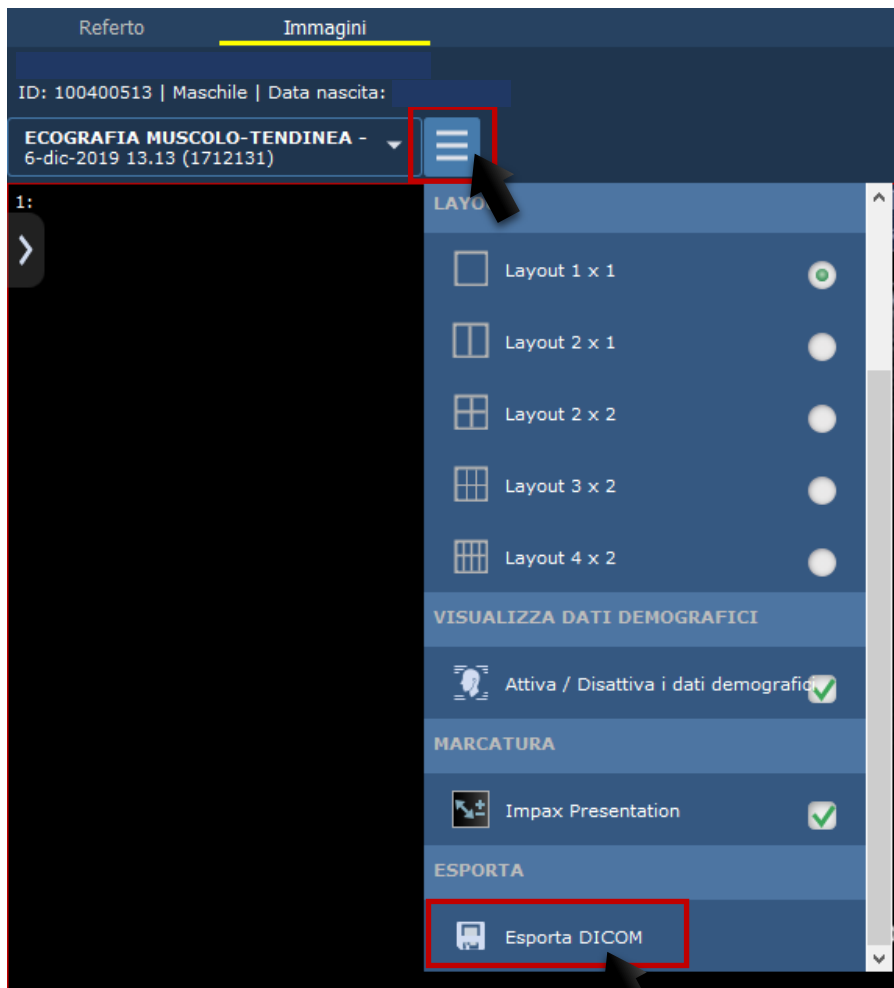 Referto Immagini
ID: 100400513 | Maschile | Data nascita:
ECOGRAFIA MUSCOLO-TENDINEA -
6-dic-2019 13.13 (1712131)
1:
Layout 1 x 1
Layout 2 x 1
Layout 2 x 2
Layout 3 x 2
Layout 4 x 2
VISUALIZZA DATI DEMOGRAFICI
Attiva / Disattiva i dati demografici
MARCATURA
Impax Presentation
ESPORTA
Esporta DICOM